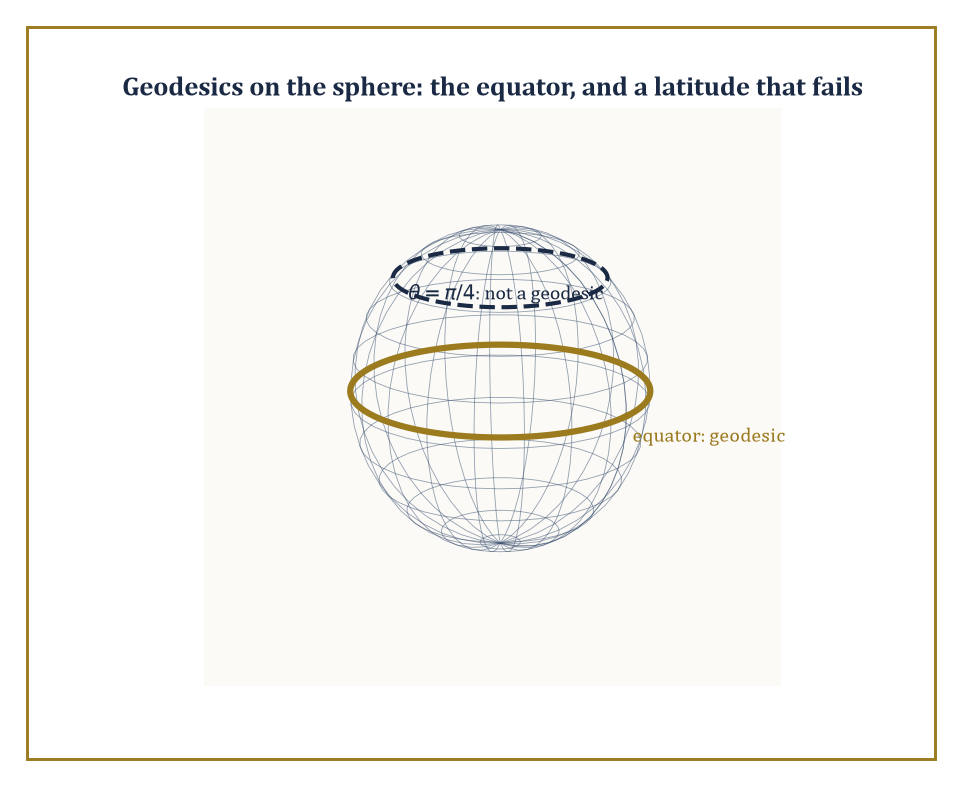 Geodesics on the sphere: the equator, and a latitude that fails
θ = π/4: not a geodesic
equator: geodesic